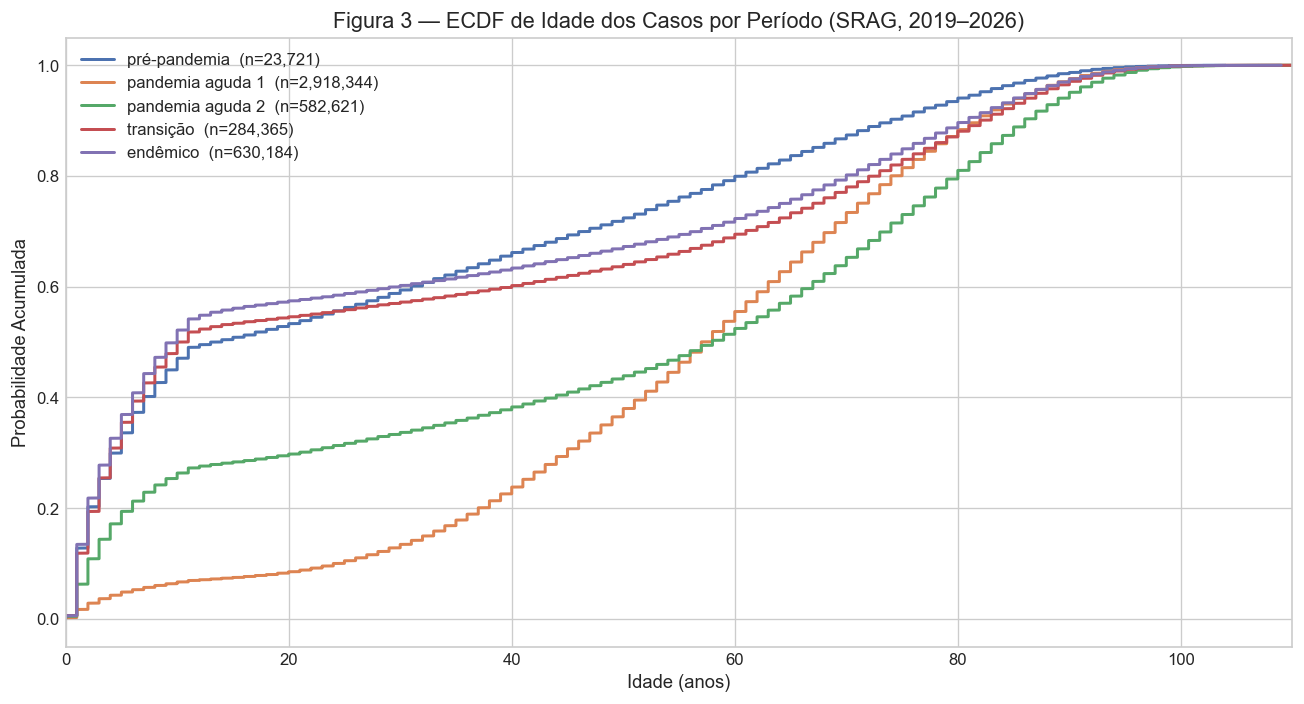 Figura 3 — ECDF de Idade dos Casos por Período (SRAG, 2019–2026)
pré-pandemia (n=23,721)
pandemia aguda 1 (n=2,918,344)
pandemia aguda 2 (n=582,621)
transição (n=284,365)
endêmico (n=630,184)
Probabilidade Acumulada
1.0
0.8
0.6
0.4
0.2
0.0
0 20 40 60 80 100
Idade (anos)